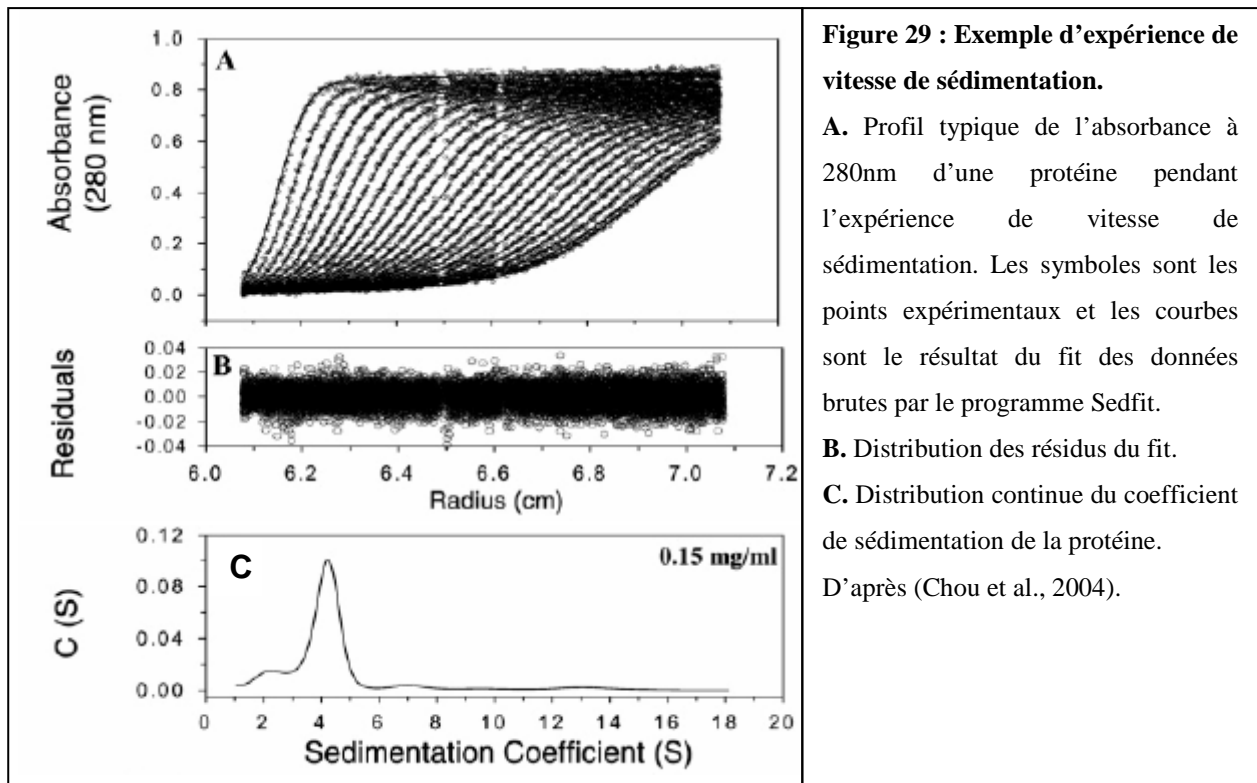 A
Absorbance
(280 nm)
1.0
0.8
0.6
0.4
0.2
0.0
B
Residuals
0.04
0.02
0.00
-0.02
-0.04
6.0 6.2 6.4 6.6 6.8 7.0 7.2
Radius (cm)
C
0.15 mg/ml
C (S)
0.12
0.08
0.04
0.00
0 2 4 6 8 10 12 14 16 18 20
Sedimentation Coefficient (S)
Figure 29 : Exemple d’expérience de
vitesse de sédimentation.
A. Profil typique de l’absorbance à
280nm d’une protéine pendant
l’expérience de vitesse de
sédimentation. Les symboles sont les
points expérimentaux et les courbes
sont le résultat du fit des données
brutes par le programme Sedfit.
B. Distribution des résidus du fit.
C. Distribution continue du coefficient
de sédimentation de la protéine.
D’après (Chou et al., 2004).